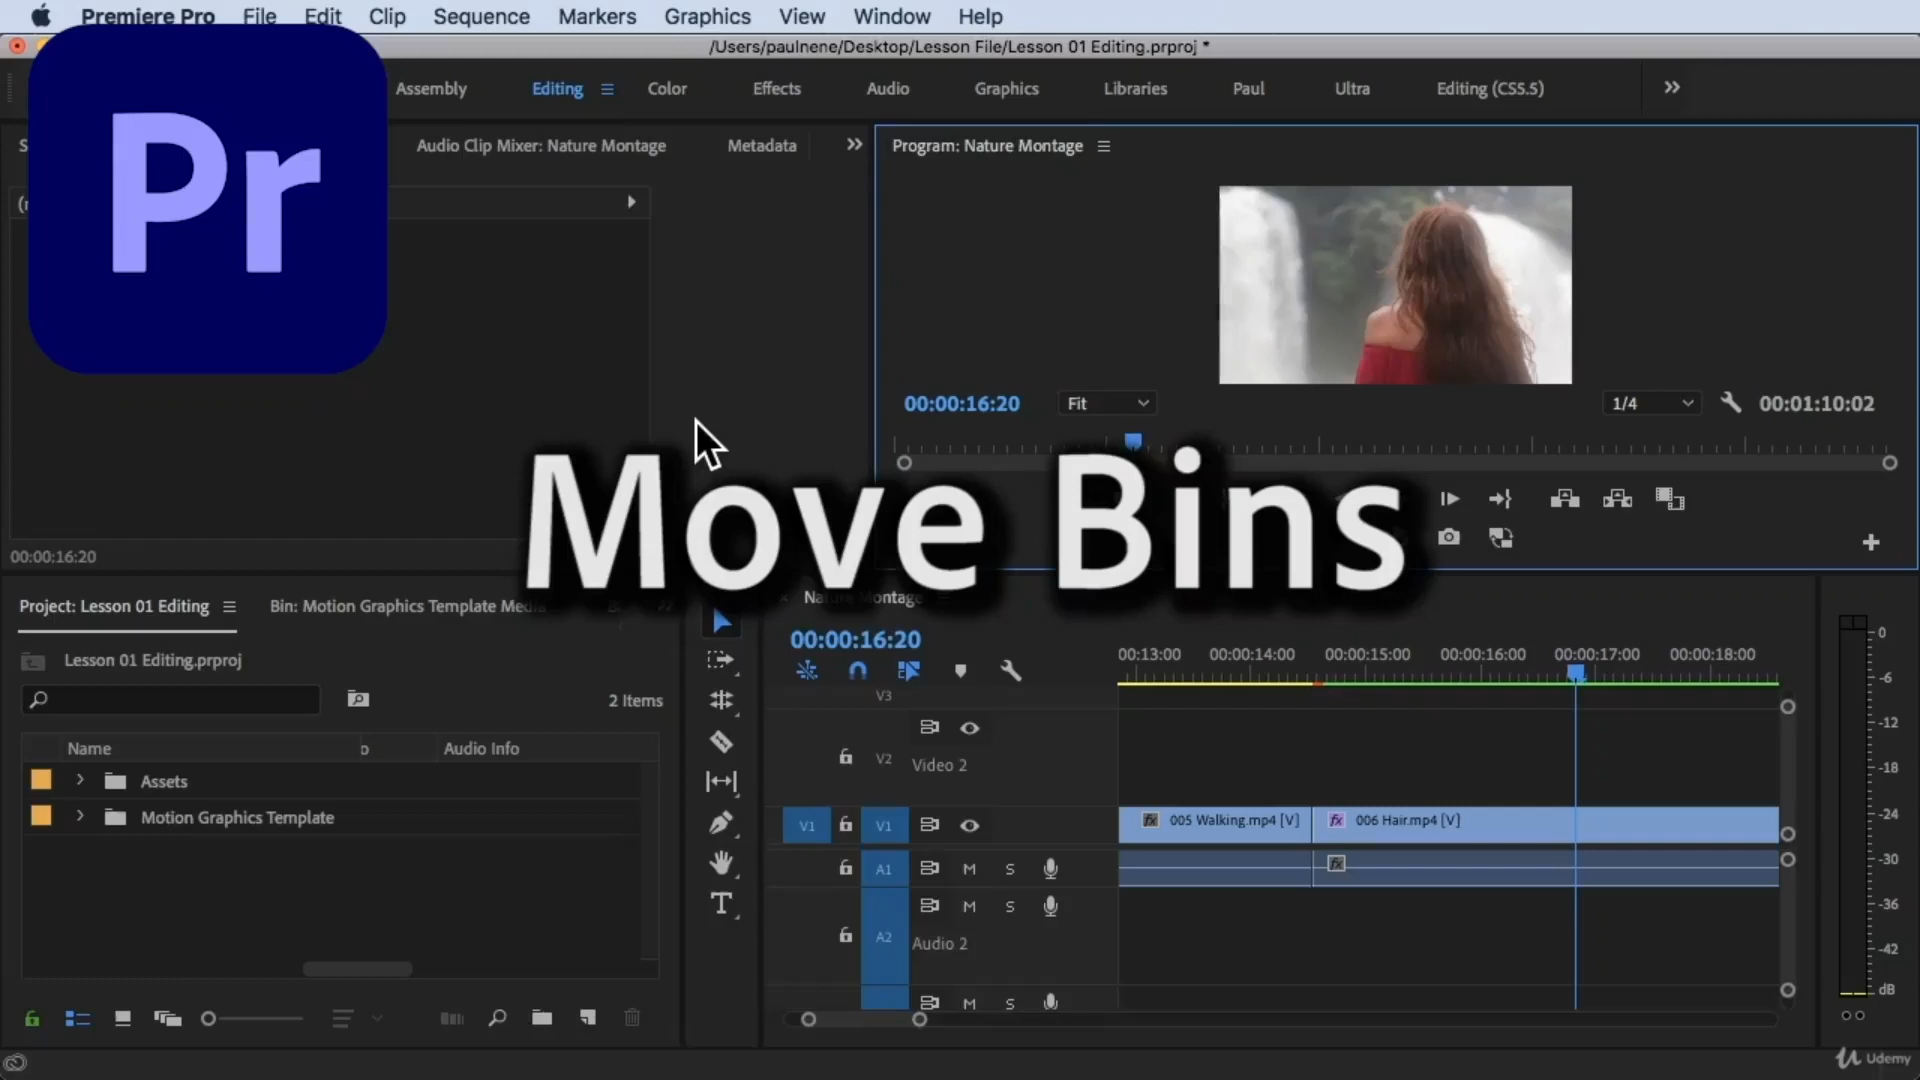 Premiere Pro File Edit Clip Sequence Markers Graphics View Window Help
/Users/paulnene/Desktop/Lesson File/Lesson 01 Editing.prproj *
Pr
Assembly Editing Color Effects Audio Graphics Libraries Paul Ultra Editing (CS5.5)
Audio Clip Mixer: Nature Montage Metadata
Program: Nature Montage
00:00:16:20 Fit 1/4 00:01:10:02
Move Bins
00:00:16:20
Project: Lesson 01 Editing Bin: Motion Graphics Template Media
Lesson 01 Editing.prproj
2 Items
Name Audio Info
Assets
Motion Graphics Template
Nature Montage
00:00:16:20
00:13:00 00:00:14:00 00:00:15:00 00:00:16:00 00:00:17:00 00:00:18:00
V3
V2 Video 2
V1 V1 fx 005 Walking.mp4 [V] fx 006 Hair.mp4 [V]
A1 M S fx
M S
A2 Audio 2
M S
0
-6
-12
-18
-24
-30
-36
-42
dB
Udemy